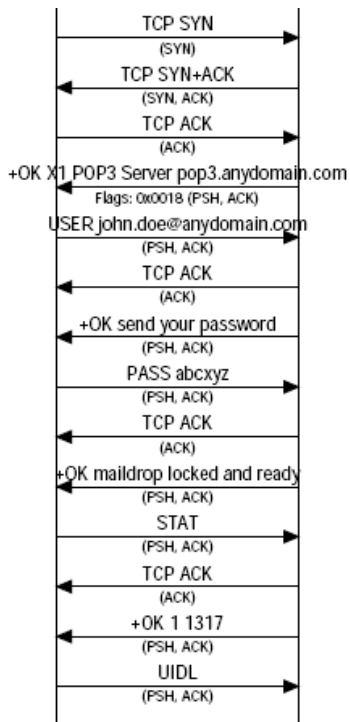 TCP SYN
(SYN)
TCP SYN+ACK
(SYN, ACK)
TCP ACK
(ACK)
+OK X1 POP3 Server pop3.anydomain.com
Flags: 0x0018 (PSH, ACK)
USER john.doe@anydomain.com
(PSH, ACK)
TCP ACK
(ACK)
+OK send your password
(PSH, ACK)
PASS abcxyz
(PSH, ACK)
TCP ACK
(ACK)
+OK maildrop locked and ready
(PSH, ACK)
STAT
(PSH, ACK)
TCP ACK
(ACK)
+OK 1 1317
(PSH, ACK)
UIDL
(PSH, ACK)